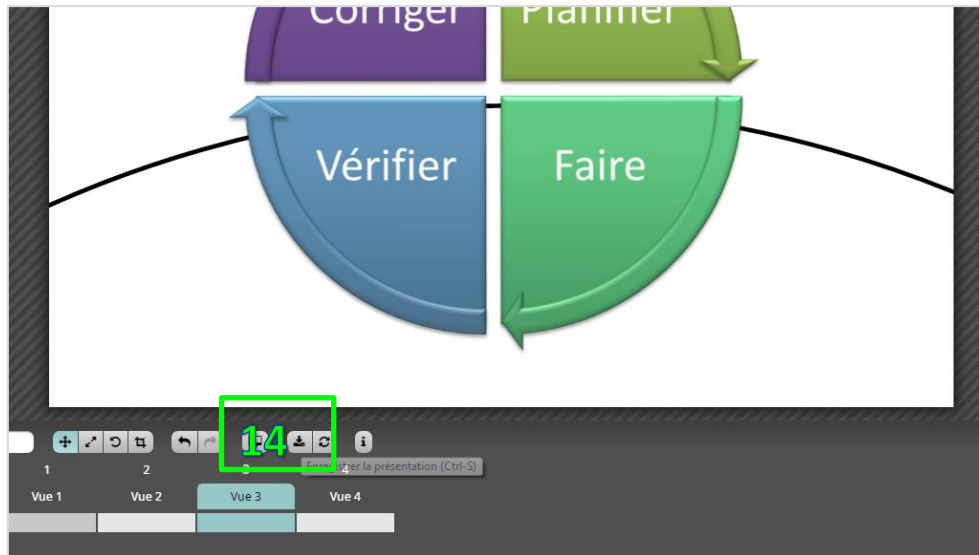 Corriger Planifier
Vérifier Faire
14
i
Enregistrer la présentation (Ctrl-S)
1 2 3 4
Vue 1 Vue 2 Vue 3 Vue 4